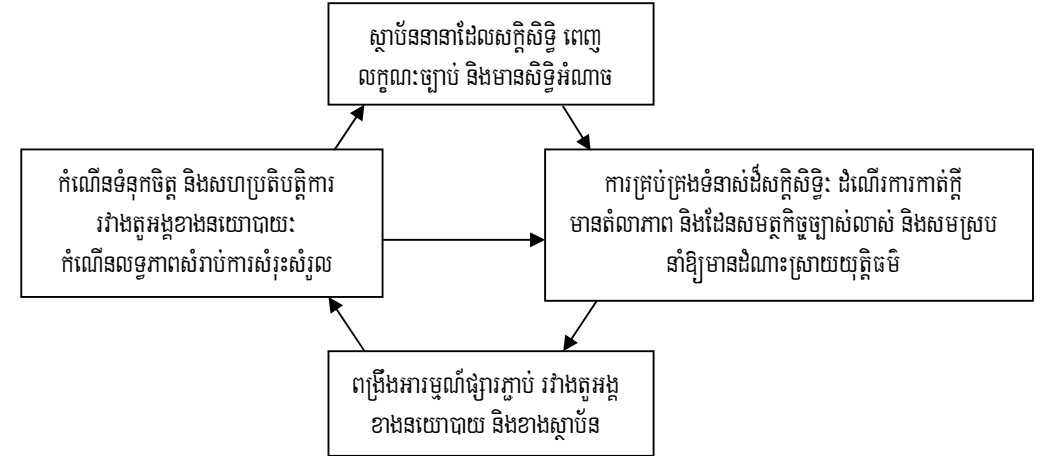 ស្ថាប័ននានាដែលសក្តិសិទ្ធិ ពេញ
លក្ខណៈច្បាប់ និងមានសិទ្ធិអំណាច
កំណើនទំនុកចិត្ត និងសហប្រតិបត្តិការ
រវាងតួអង្គខាងនយោបាយៈ
កំណើនលទ្ធភាពសំរាប់ការសំរុះសំរួល
ការគ្រប់គ្រងទំនាស់ដ៏សក្តិសិទ្ធិៈ ដំណើរការកាត់ក្តី
មានតំលាភាព និងដែនសមត្ថកិច្ចច្បាស់លាស់ និងសមស្រប
នាំឱ្យមានដំណោះស្រាយយុត្តិធម៌
ពង្រឹងអារម្មណ៍ផ្សារភ្ជាប់ រវាងតួអង្គ
ខាងនយោបាយ និងខាងស្ថាប័ន